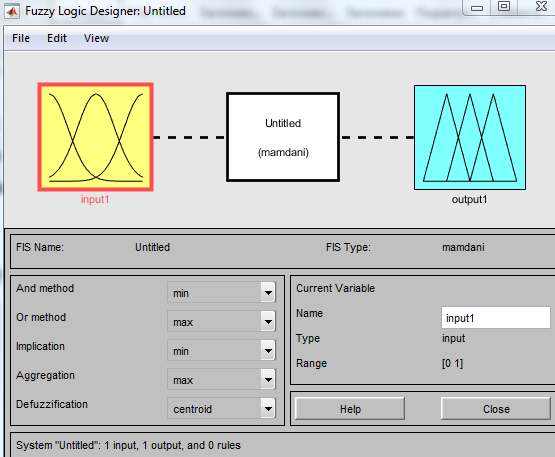 Fuzzy Logic Designer: Untitled
File Edit View
Untitled
(mamdani)
input1
output1
FIS Name: Untitled FIS Type: mamdani
And method min
Or method max
Implication min
Aggregation max
Defuzzification centroid
Current Variable
Name input1
Type input
Range [0 1]
Help Close
System "Untitled": 1 input, 1 output, and 0 rules